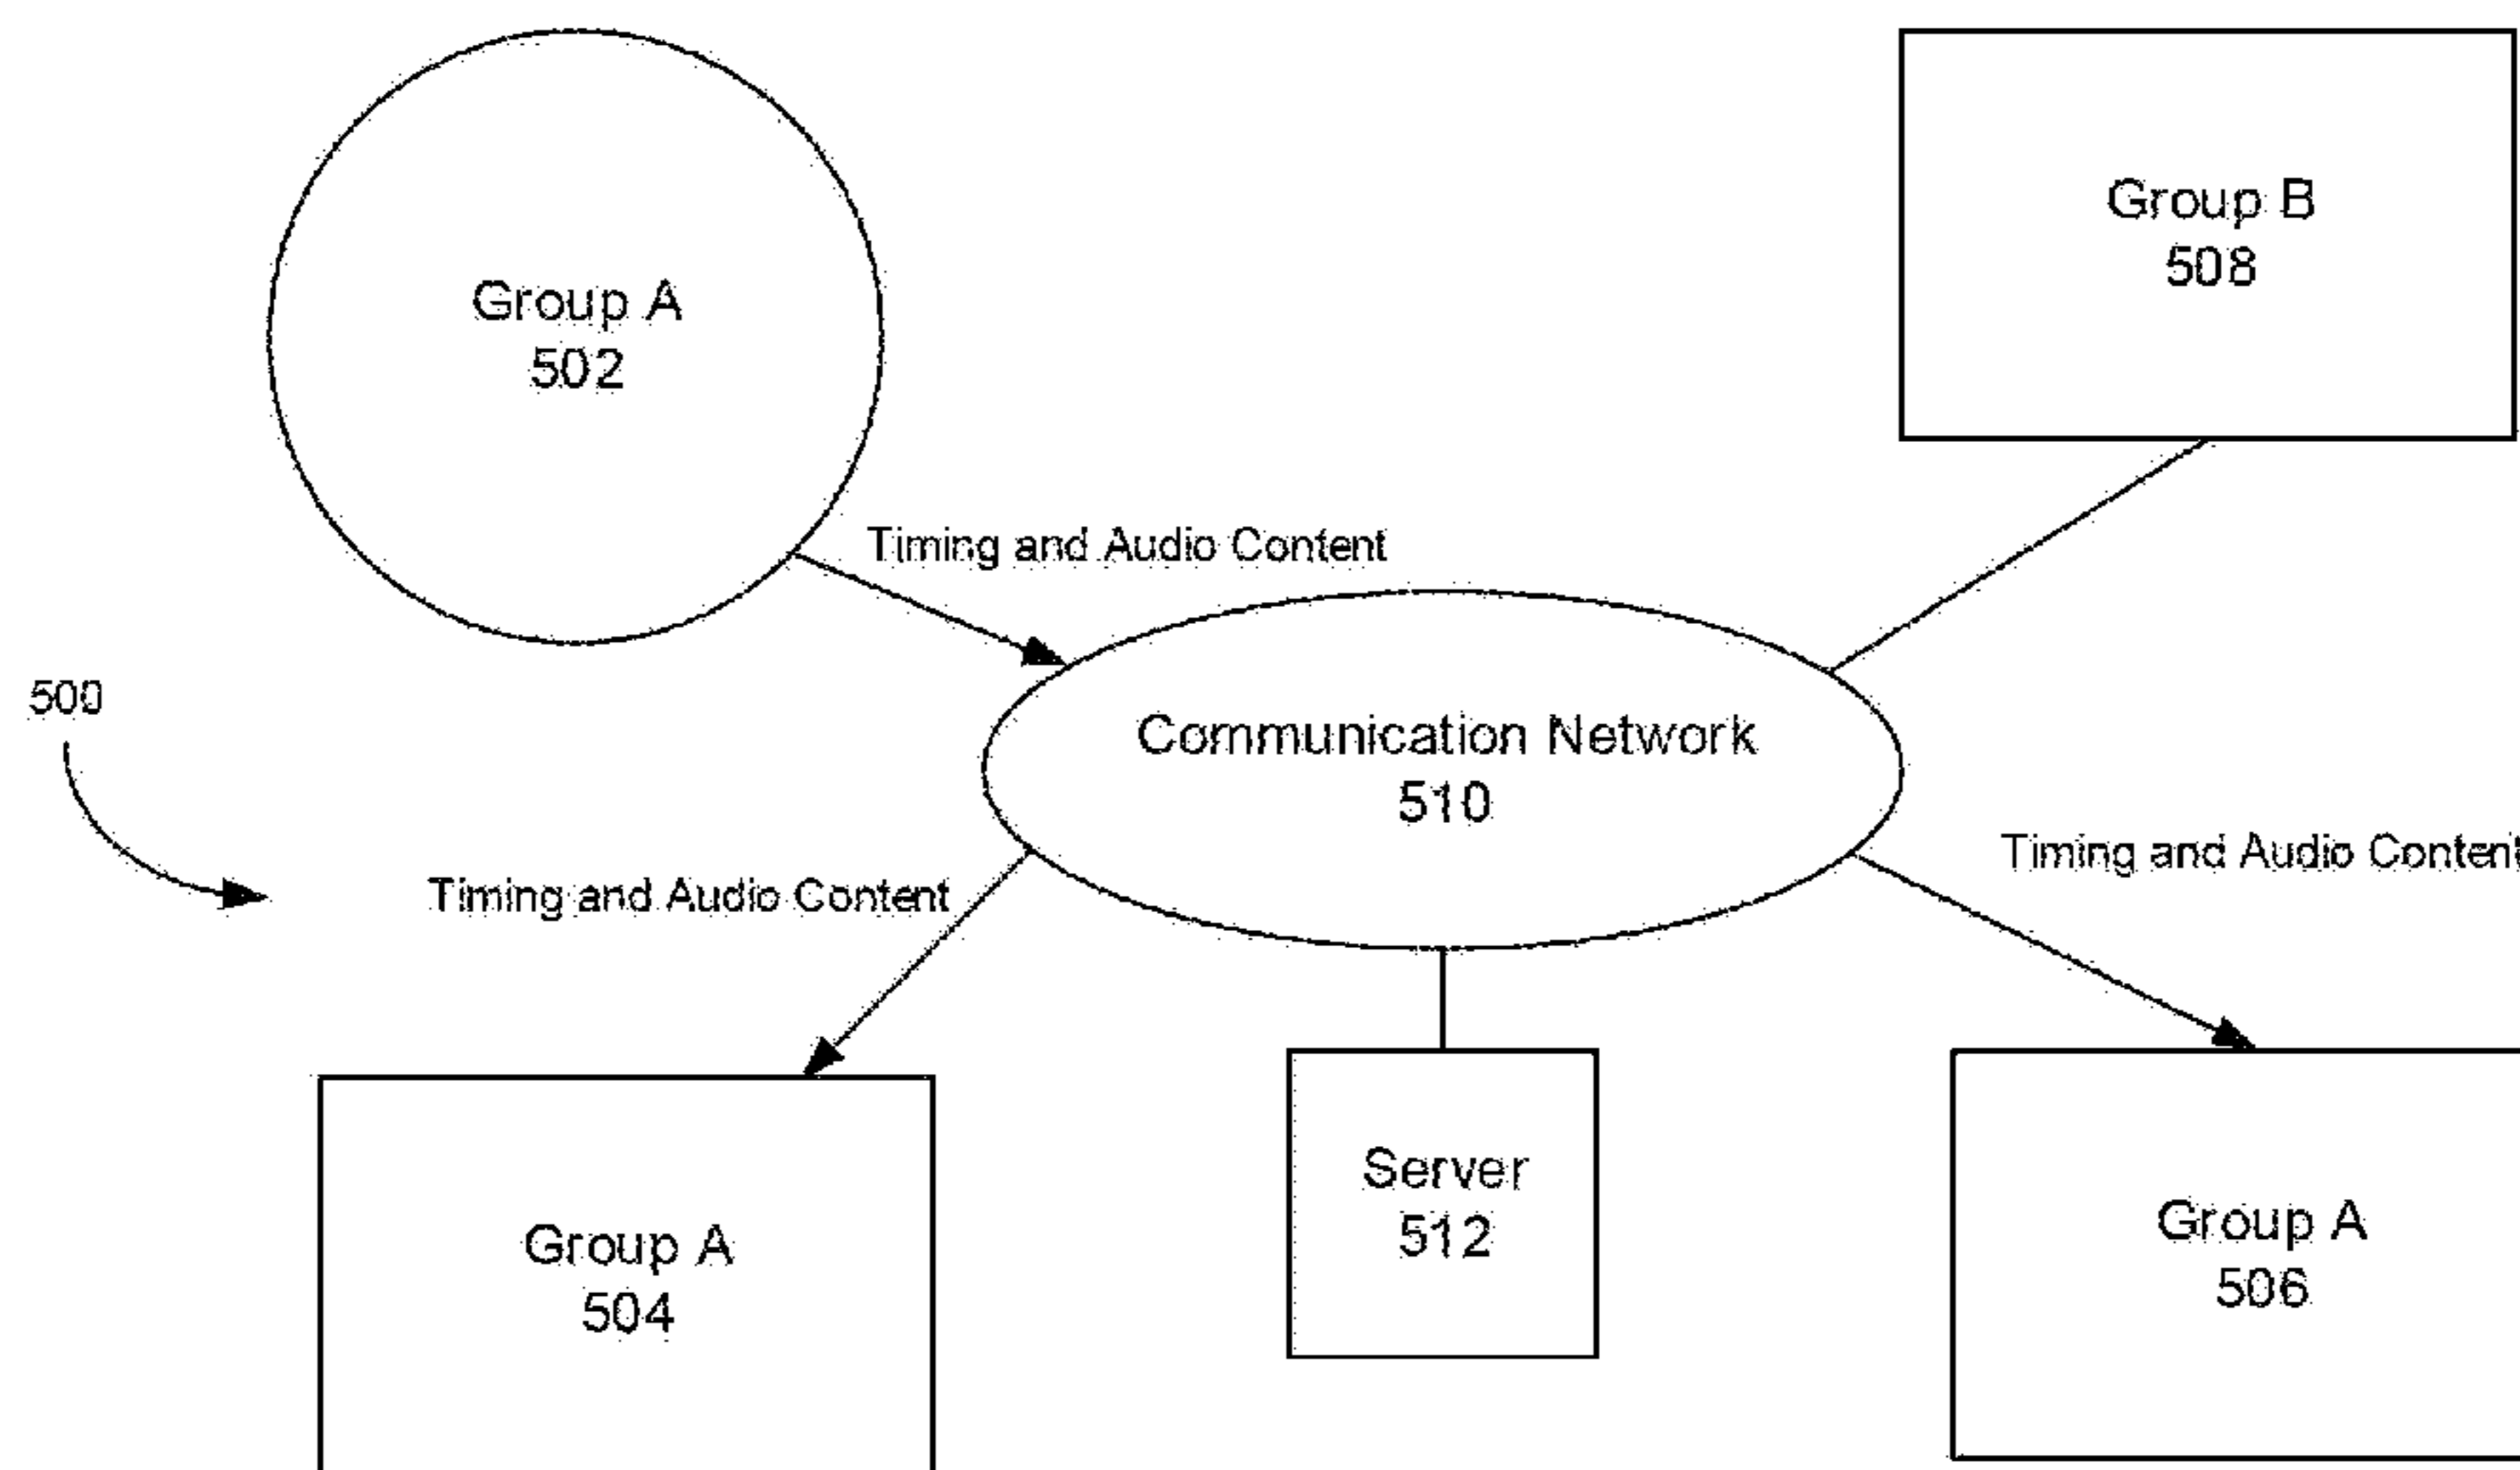 Group A
502
Group B
508
Timing and Audio Content
500
Communication Network
510
Timing and Audio Content
Timing and Audio Content
Server
512
Group A
504
Group A
506